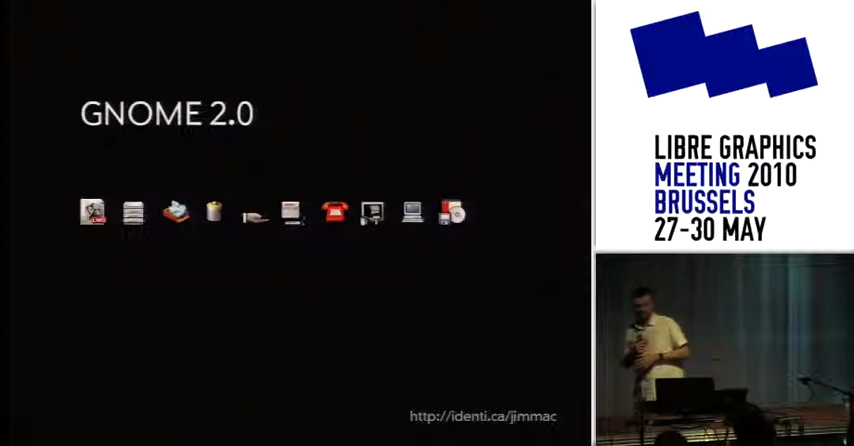 GNOME 2.0
http://identi.ca/jimmac
LIBRE GRAPHICS
MEETING 2010
BRUSSELS
27-30 MAY